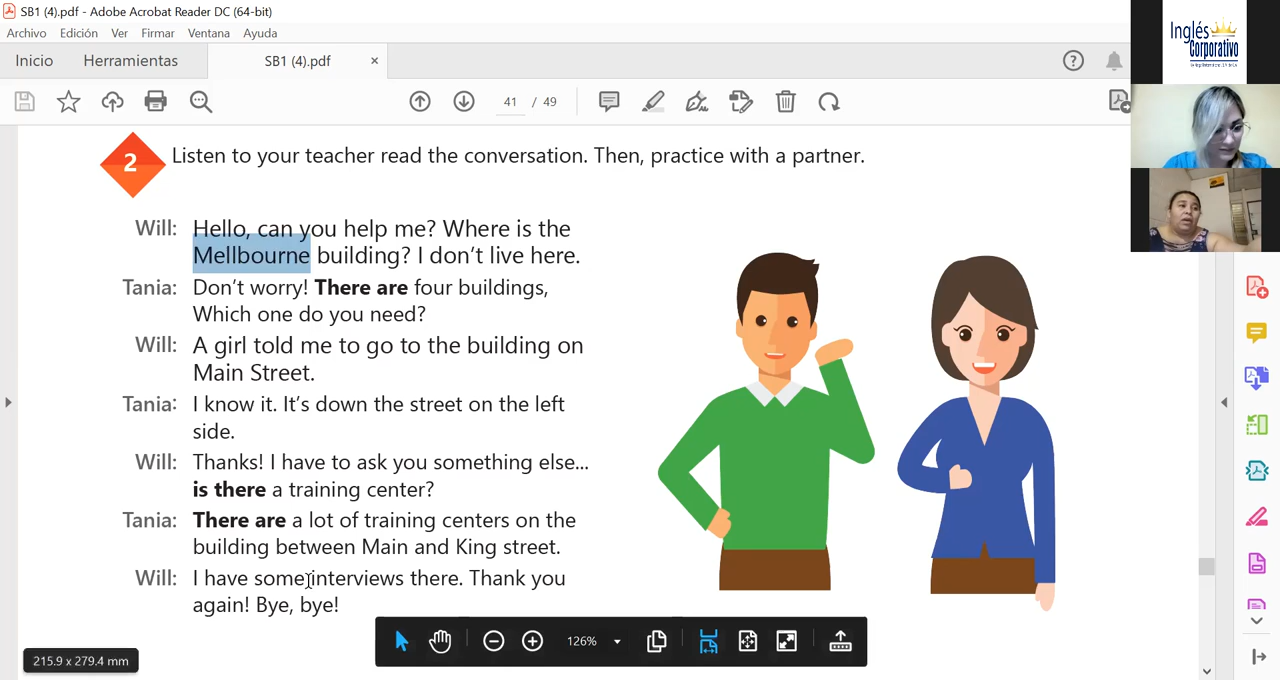 SB1 (4).pdf - Adobe Acrobat Reader DC (64-bit)
Archivo Edición Ver Firmar Ventana Ayuda
Inicio Herramientas SB1 (4).pdf ×
41 / 49
Inglés
Corporativo
2 Listen to your teacher read the conversation. Then, practice with a partner.
Will: Hello, can you help me? Where is the
Mellbourne building? I don't live here.
Tania: Don't worry! There are four buildings,
Which one do you need?
Will: A girl told me to go to the building on
Main Street.
Tania: I know it. It's down the street on the left
side.
Will: Thanks! I have to ask you something else...
is there a training center?
Tania: There are a lot of training centers on the
building between Main and King street.
Will: I have some interviews there. Thank you
again! Bye, bye!
126%
215.9 x 279.4 mm